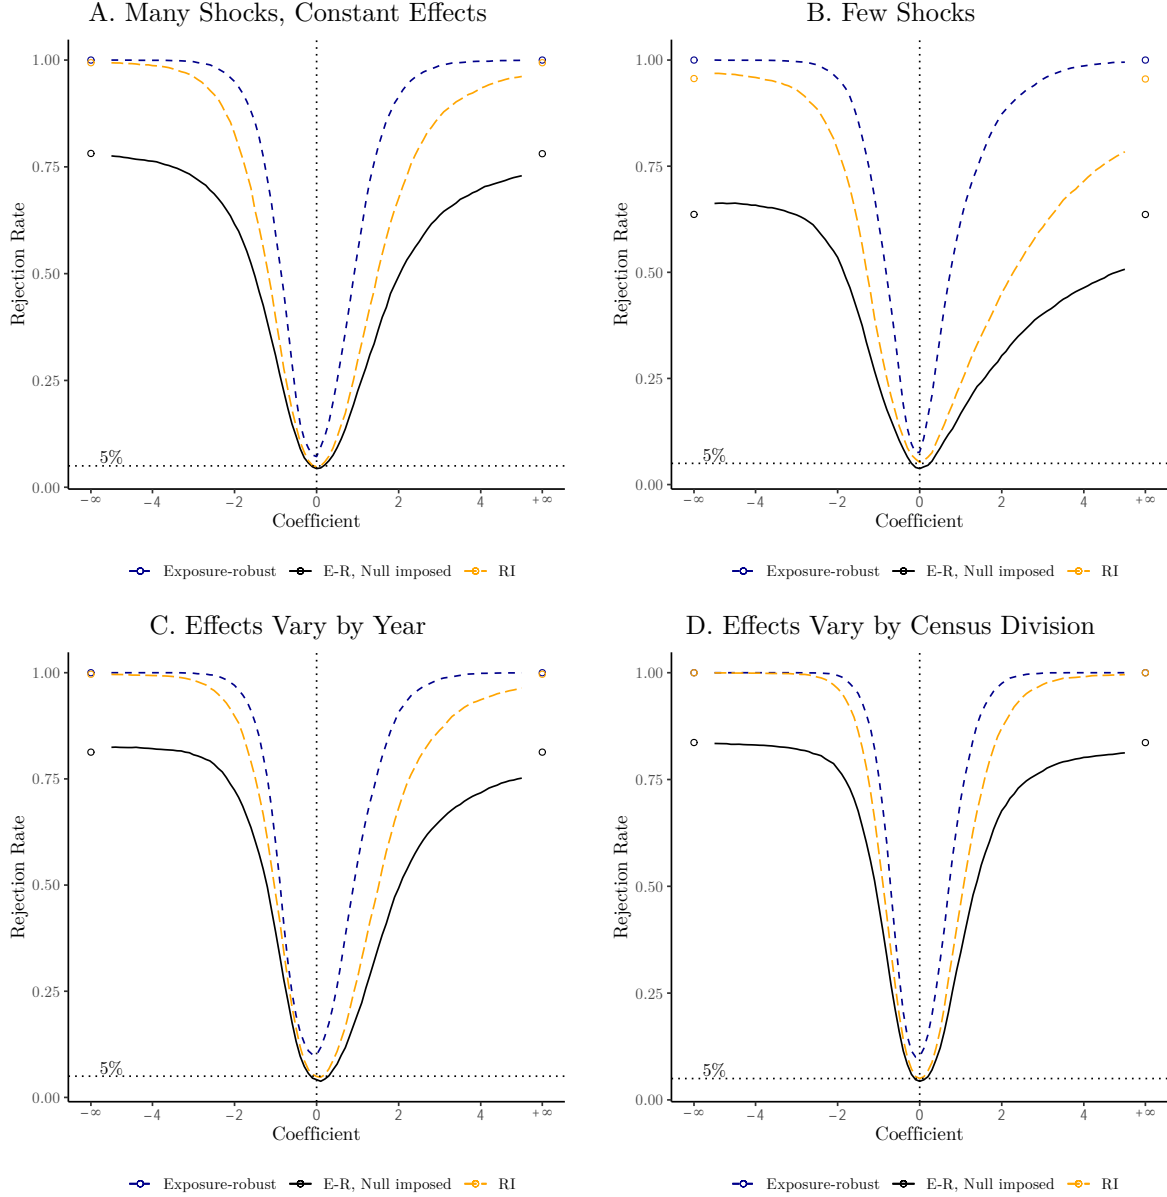 A. Many Shocks, Constant Effects
Rejection Rate
1.00
0.75
0.50
0.25
0.00
5%
−∞ −4 −2 0 2 4 +∞
Coefficient
Exposure-robust E-R, Null imposed RI
B. Few Shocks
Rejection Rate
1.00
0.75
0.50
0.25
0.00
5%
−∞ −4 −2 0 2 4 +∞
Coefficient
Exposure-robust E-R, Null imposed RI
C. Effects Vary by Year
Rejection Rate
1.00
0.75
0.50
0.25
0.00
5%
−∞ −4 −2 0 2 4 +∞
Coefficient
Exposure-robust E-R, Null imposed RI
D. Effects Vary by Census Division
Rejection Rate
1.00
0.75
0.50
0.25
0.00
5%
−∞ −4 −2 0 2 4 +∞
Coefficient
Exposure-robust E-R, Null imposed RI